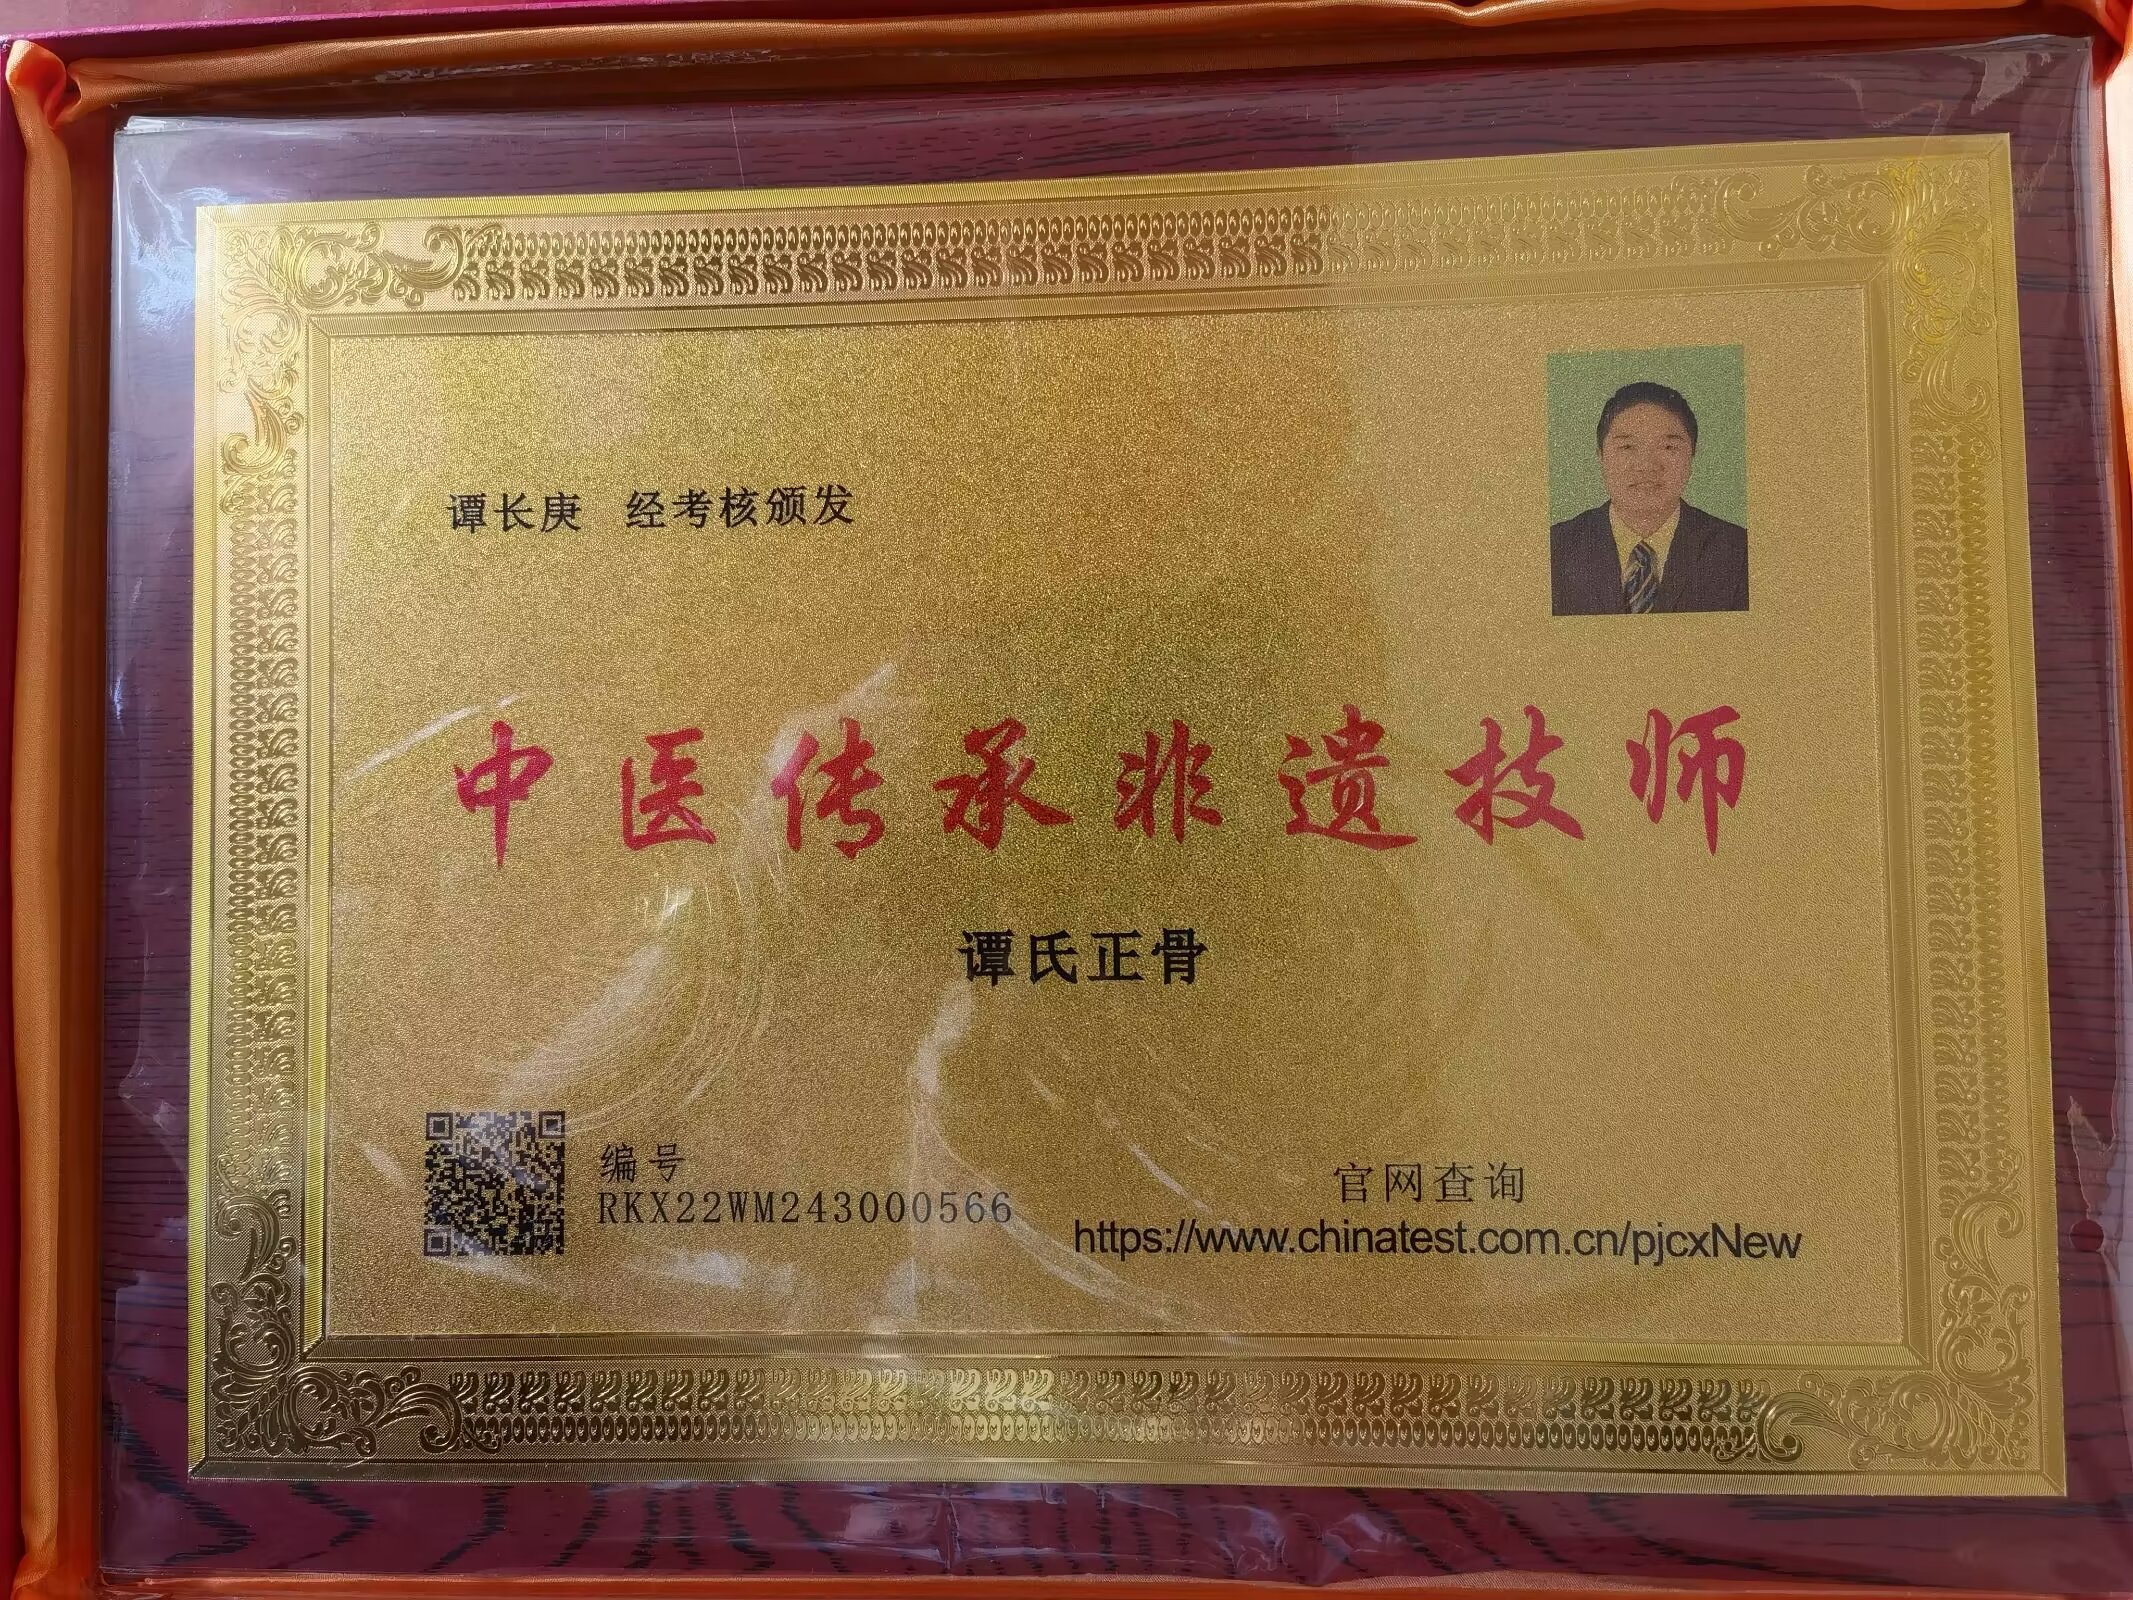 谭长庚 经考核颁发
中医传承非遗技师
谭氏正骨
编号
RKX22WM243000566
官网查询
https://www.chinatest.com.cn/pjcxNew